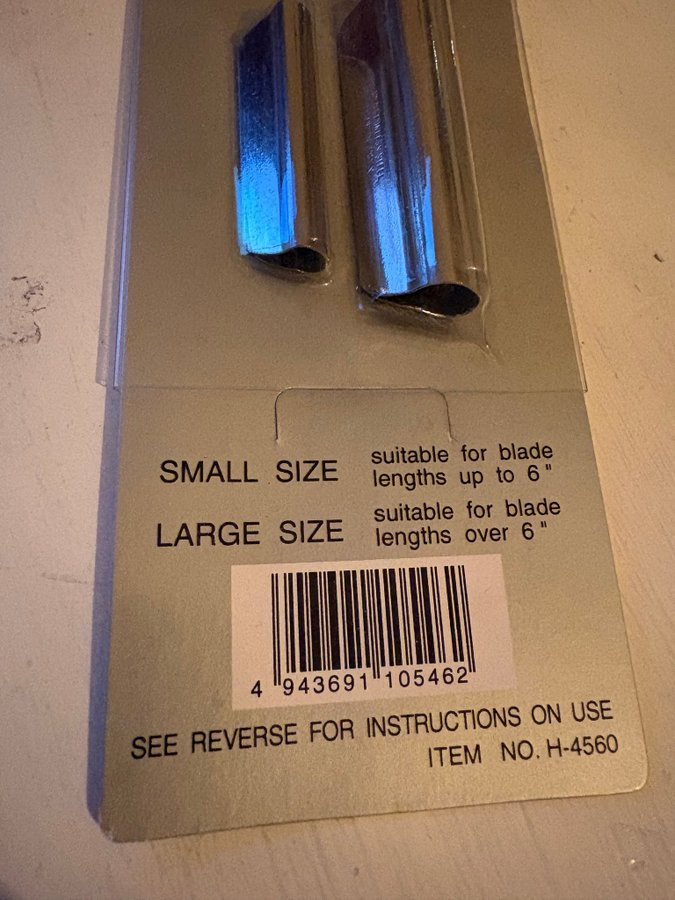 SMALL SIZE suitable for blade
lengths up to 6"
LARGE SIZE suitable for blade
lengths over 6"
4 943691 105462
SEE REVERSE FOR INSTRUCTIONS ON USE
ITEM NO. H-4560